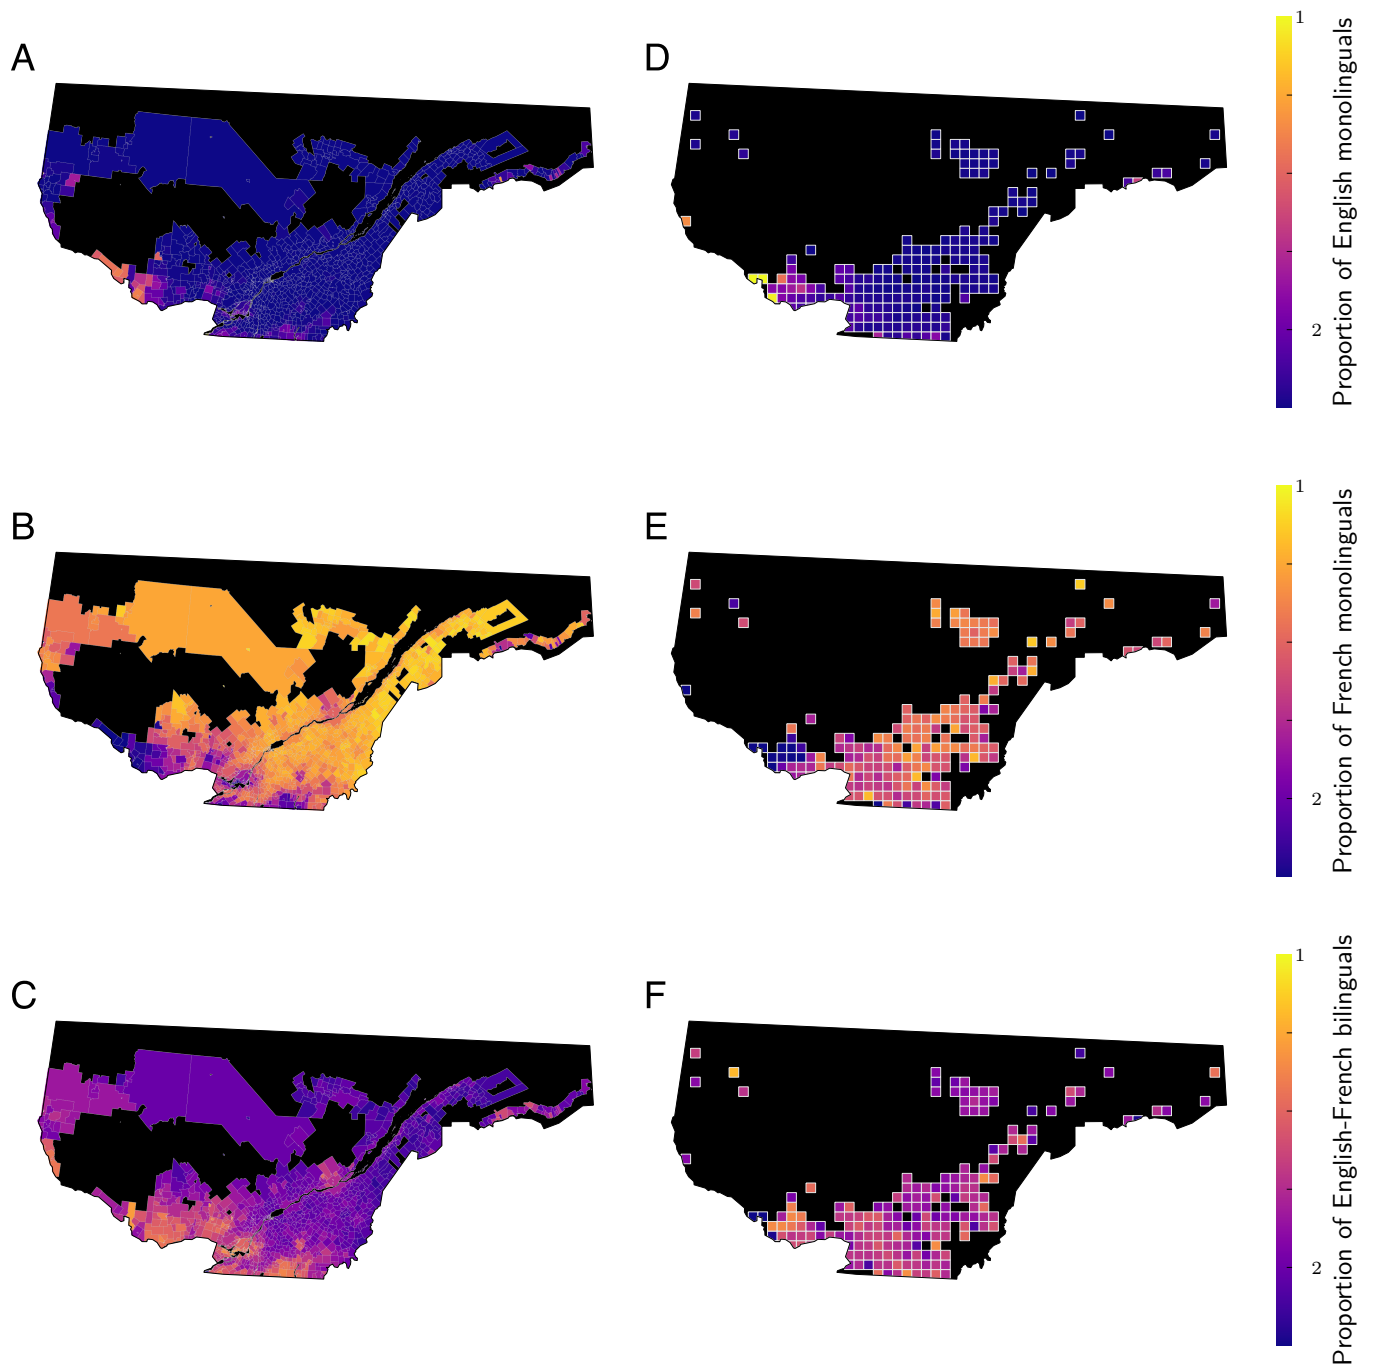 A
D
1
2
Proportion of English monolinguals
B
E
1
2
Proportion of French monolinguals
C
F
1
2
Proportion of English-French bilinguals